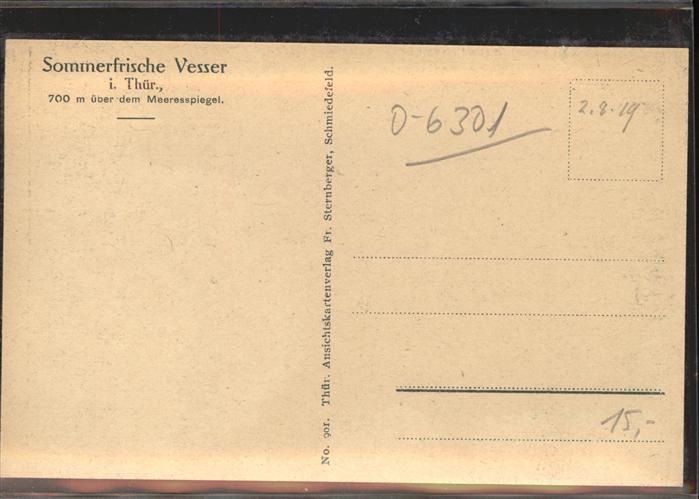 Sommerfrische Vesser
i. Thür.,
700 m über dem Meeresspiegel.
No. 901. Thür. Ansichtskartenverlag Fr. Sternberger, Schmiedefeld.
O-6301
2.8.19
15,-